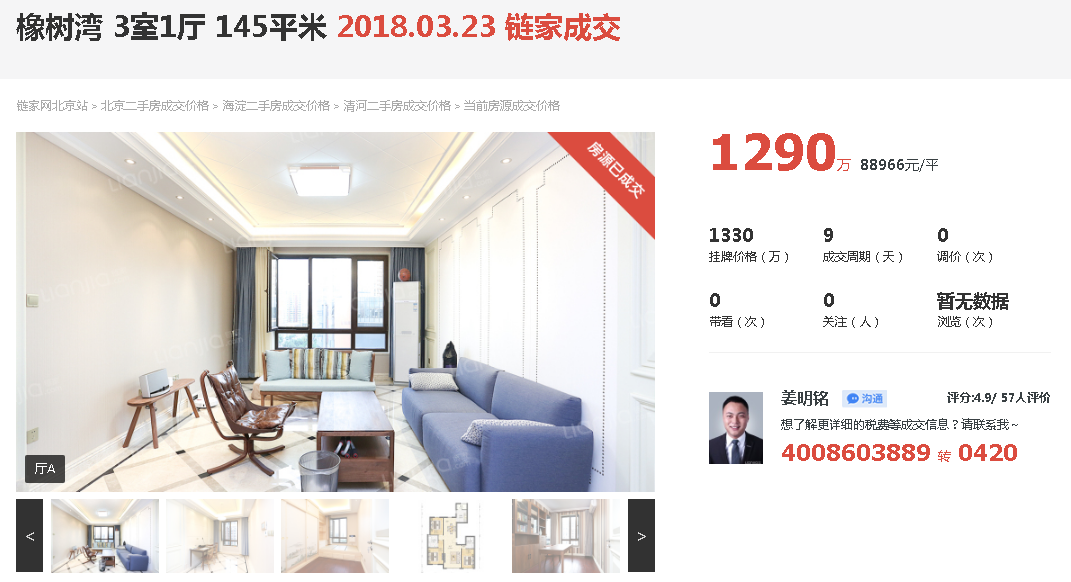 橡树湾 3室1厅 145平米 2018.03.23 链家成交
链家网北京站 > 北京二手房成交价格 > 海淀二手房成交价格 > 清河二手房成交价格 > 当前房源成交价格
房源已成交
1290万 88966元/平
1330 9 0
挂牌价格（万） 成交周期（天） 调价（次）
0 0 暂无数据
带看（次） 关注（人） 浏览（次）
姜明铭 沟通 评分:4.9/ 57人评价
想了解更详细的税费等成交信息？请联系我～
4008603889 转 0420
lianjia
厅A
< >